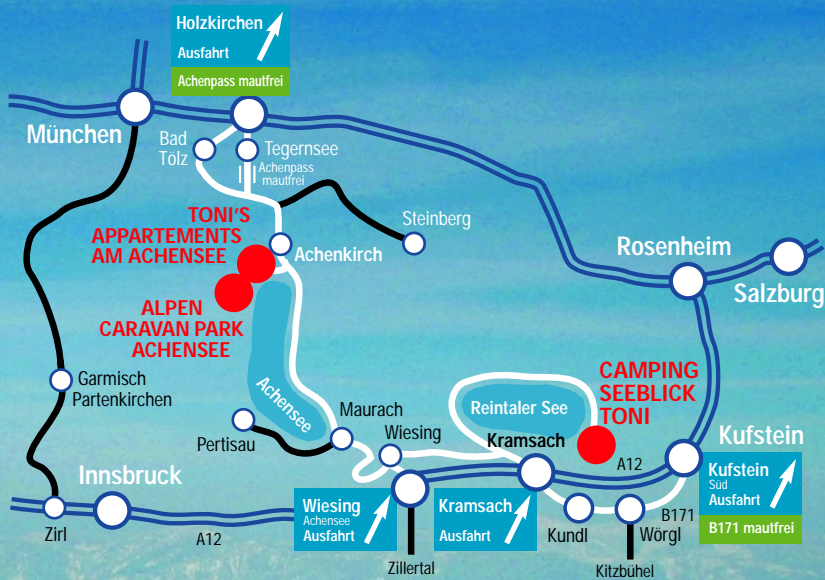 Holzkirchen
Ausfahrt
Achenpass mautfrei
München
Bad
Tölz
Tegernsee
Achenpass
mautfrei
TONI'S
APPARTEMENTS
AM ACHENSEE
Achenkirch
Steinberg
Rosenheim
Salzburg
ALPEN
CARAVAN PARK
ACHENSEE
Garmisch
Partenkirchen
Achensee
Pertisau
Maurach
Wiesing
Reintaler See
Kramsach
CAMPING
SEEBLICK
TONI
A12
Kufstein
Kufstein
Süd
Ausfahrt
B171 mautfrei
Innsbruck
Zirl
A12
Wiesing
Achensee
Ausfahrt
Kramsach
Ausfahrt
Kundl
Wörgl
B171
Zillertal
Kitzbühel